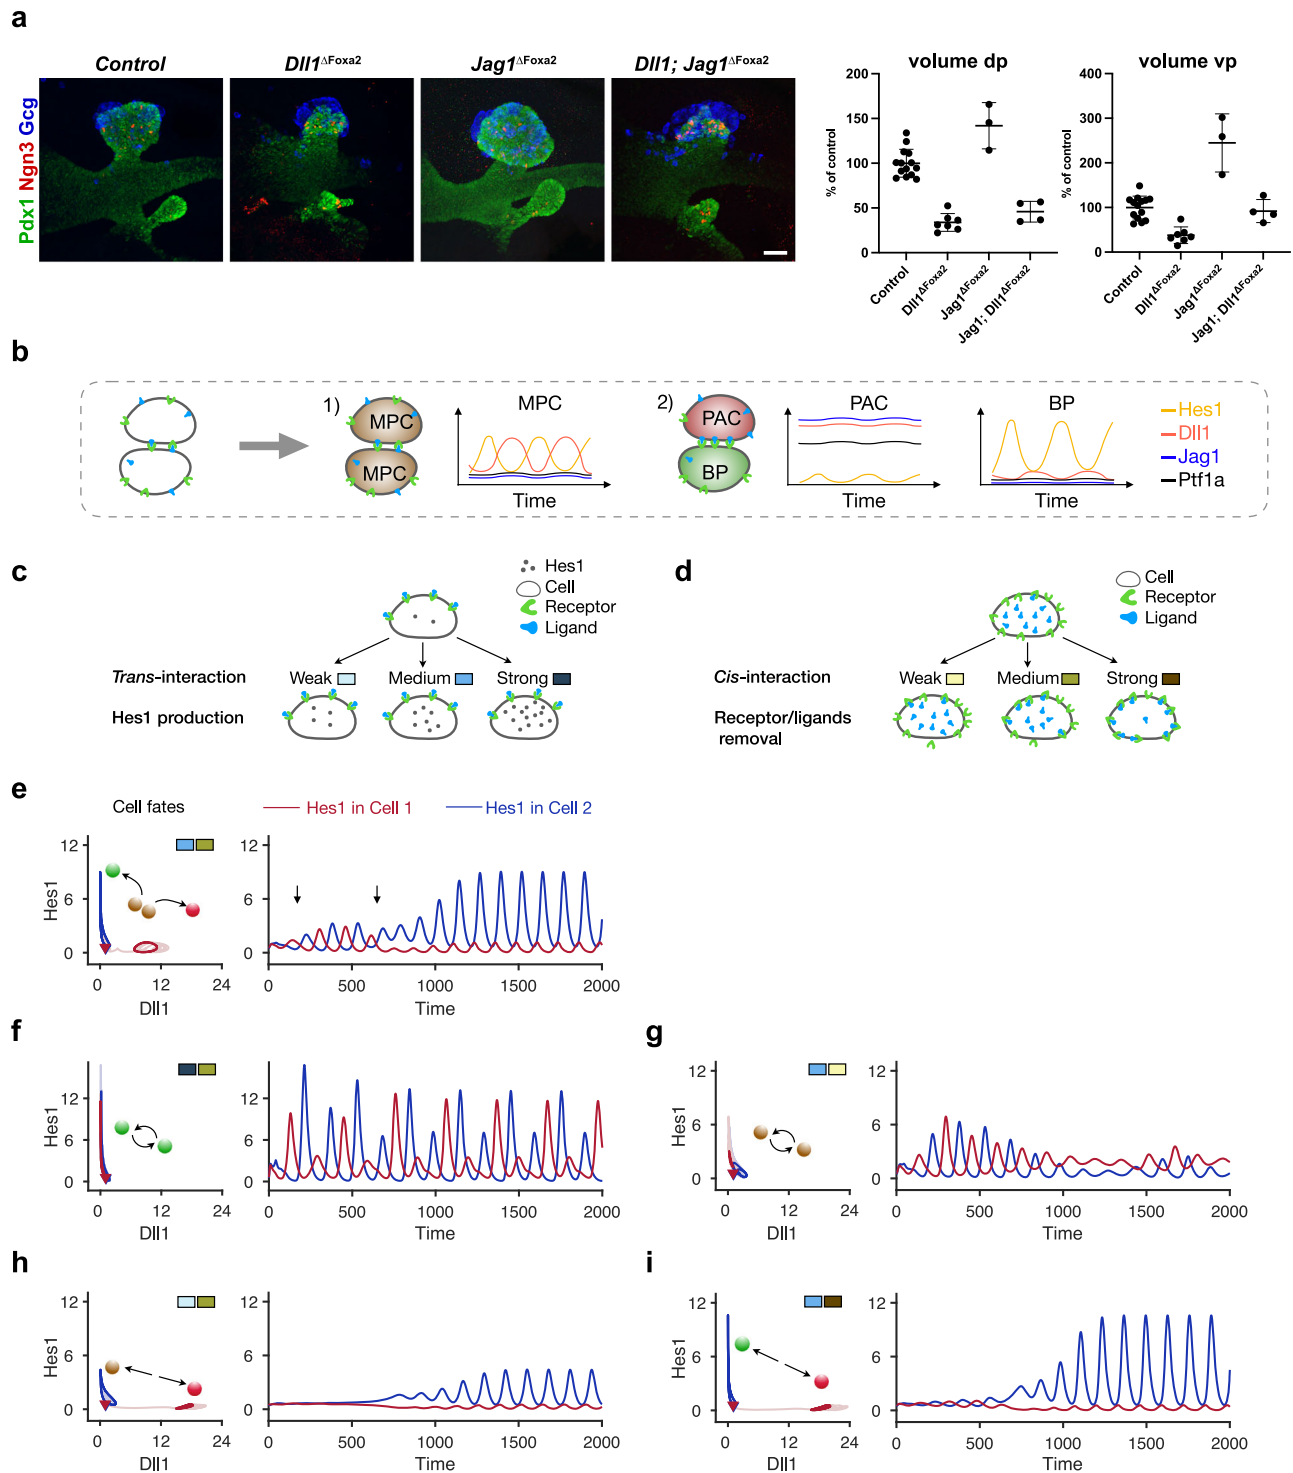 a
Control
Dll1ΔFoxa2
Jag1ΔFoxa2
Dll1; Jag1ΔFoxa2
Pdx1 Ngn3 Gcg
volume dp
% of control
200
150
100
50
0
Control
Dll1ΔFoxa2
Jag1ΔFoxa2
Jag1; Dll1ΔFoxa2
volume vp
% of control
400
300
200
100
0
Control
Dll1ΔFoxa2
Jag1ΔFoxa2
Jag1; Dll1ΔFoxa2
b
1)
MPC
MPC
MPC
Time
2)
PAC
BP
PAC
Time
BP
Time
Hes1
Dll1
Jag1
Ptf1a
c
Hes1
Cell
Receptor
Ligand
Trans-interaction
Weak
Medium
Strong
Hes1 production
d
Cell
Receptor
Ligand
Cis-interaction
Weak
Medium
Strong
Receptor/ligands
removal
e
Cell fates
Hes1 in Cell 1
Hes1 in Cell 2
Hes1
12
6
0
0 12 24
Dll1
12
6
0
0 500 1000 1500 2000
Time
f
Hes1
12
6
0
0 12 24
Dll1
12
6
0
0 500 1000 1500 2000
Time
g
Hes1
12
6
0
0 12 24
Dll1
12
6
0
0 500 1000 1500 2000
Time
h
Hes1
12
6
0
0 12 24
Dll1
12
6
0
0 500 1000 1500 2000
Time
i
Hes1
12
6
0
0 12 24
Dll1
12
6
0
0 500 1000 1500 2000
Time